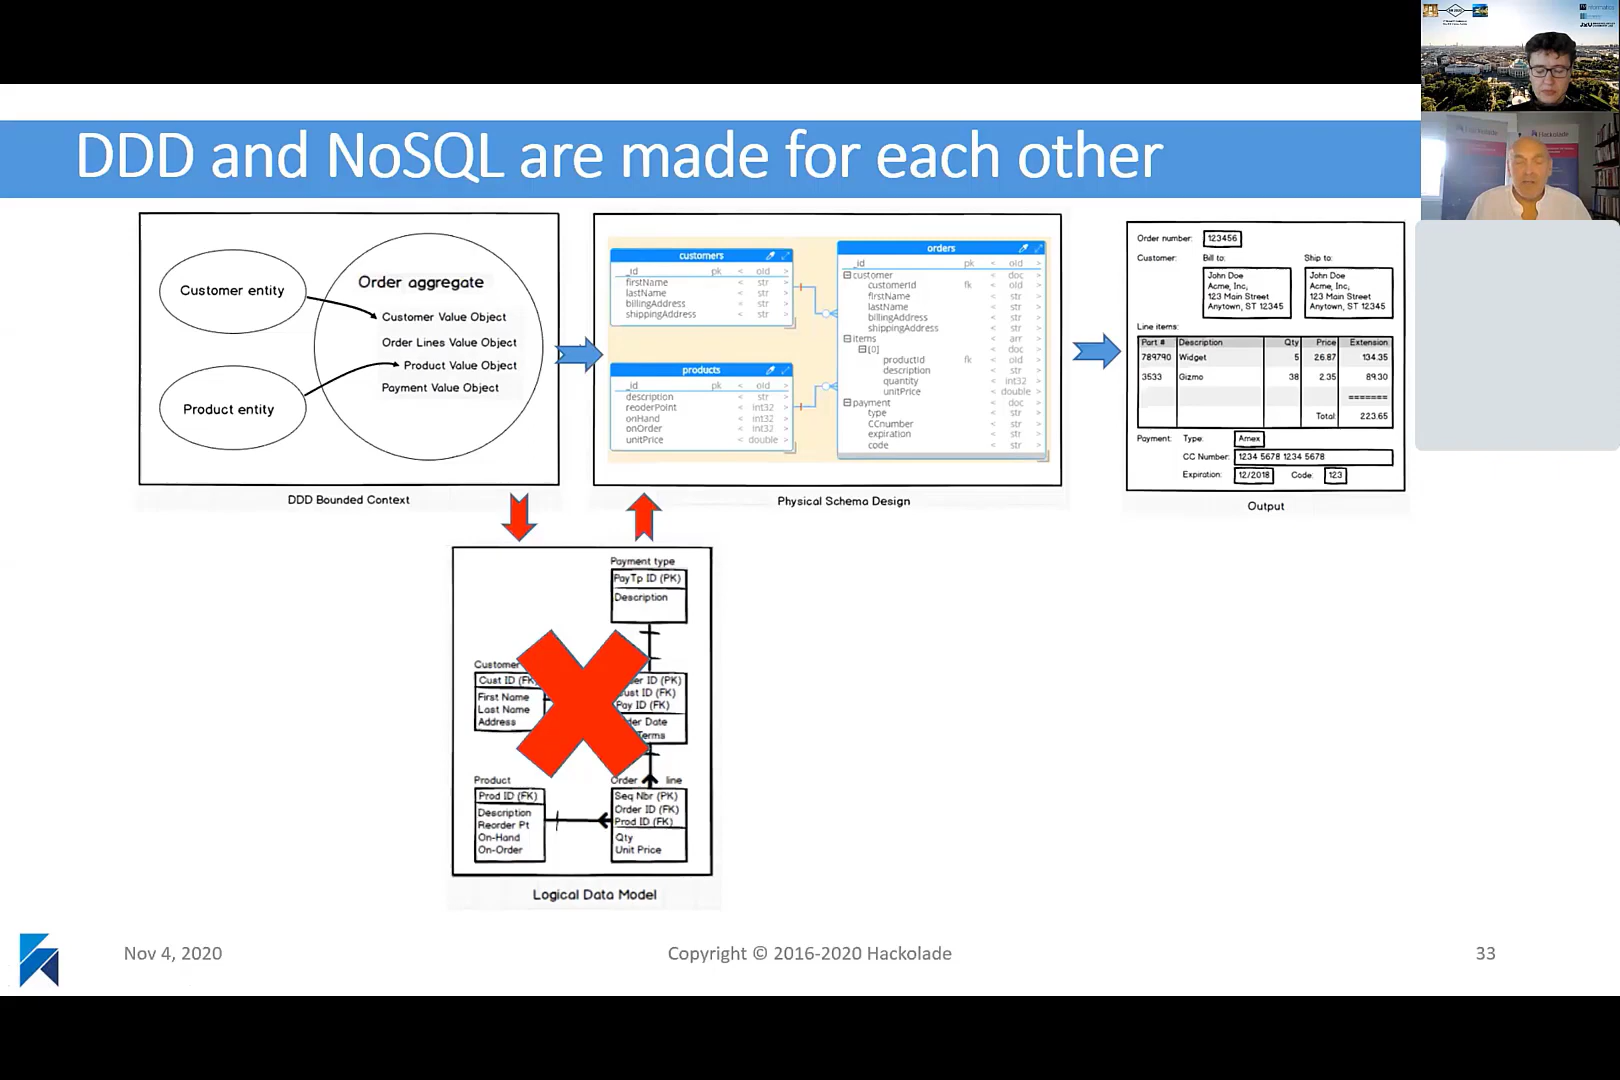 DDD and NoSQL are made for each other
Customer entity
Product entity
Order aggregate
Customer Value Object
Order Lines Value Object
Product Value Object
Payment Value Object
DDD Bounded Context
customers
_id pk < oId >
firstName < str >
lastName < str >
billingAddress < str >
shippingAddress < str >
products
_id pk < oId >
description < str >
reoderPoint < int32 >
onHand < int32 >
onOrder < int32 >
unitPrice < double >
orders
_id pk < oId >
customer < doc >
customerId fk < oId >
firstName < str >
lastName < str >
billingAddress < str >
shippingAddress < str >
items < arr >
[0] < doc >
productId fk < oId >
description < str >
quantity < int32 >
unitPrice < double >
payment < doc >
type < str >
CCnumber < str >
expiration < str >
code < str >
Physical Schema Design
Order number: 123456
Customer: Bill to: Ship to:
John Doe John Doe
Acme, Inc, Acme, Inc,
123 Main Street 123 Main Street
Anytown, ST 12345 Anytown, ST 12345
Line items:
Part # Description Qty Price Extension
789790 Widget 5 26.87 134.35
3533 Gizmo 38 2.35 89.30
=======
Total: 223.65
Payment: Type: Amex
CC Number: 1234 5678 1234 5678
Expiration: 12/2018 Code: 123
Output
Payment type
PayTp ID (PK)
Description
Customer
Cust ID (FK)
First Name
Last Name
Address
er ID (PK)
ust ID (FK)
Pay ID (FK)
der Date
Terms
Product
Prod ID (FK)
Description
Reorder Pt
On-Hand
On-Order
Order line
Seq Nbr (PK)
Order ID (FK)
Prod ID (FK)
Qty
Unit Price
Logical Data Model
Nov 4, 2020
Copyright © 2016-2020 Hackolade
33
Hackolade